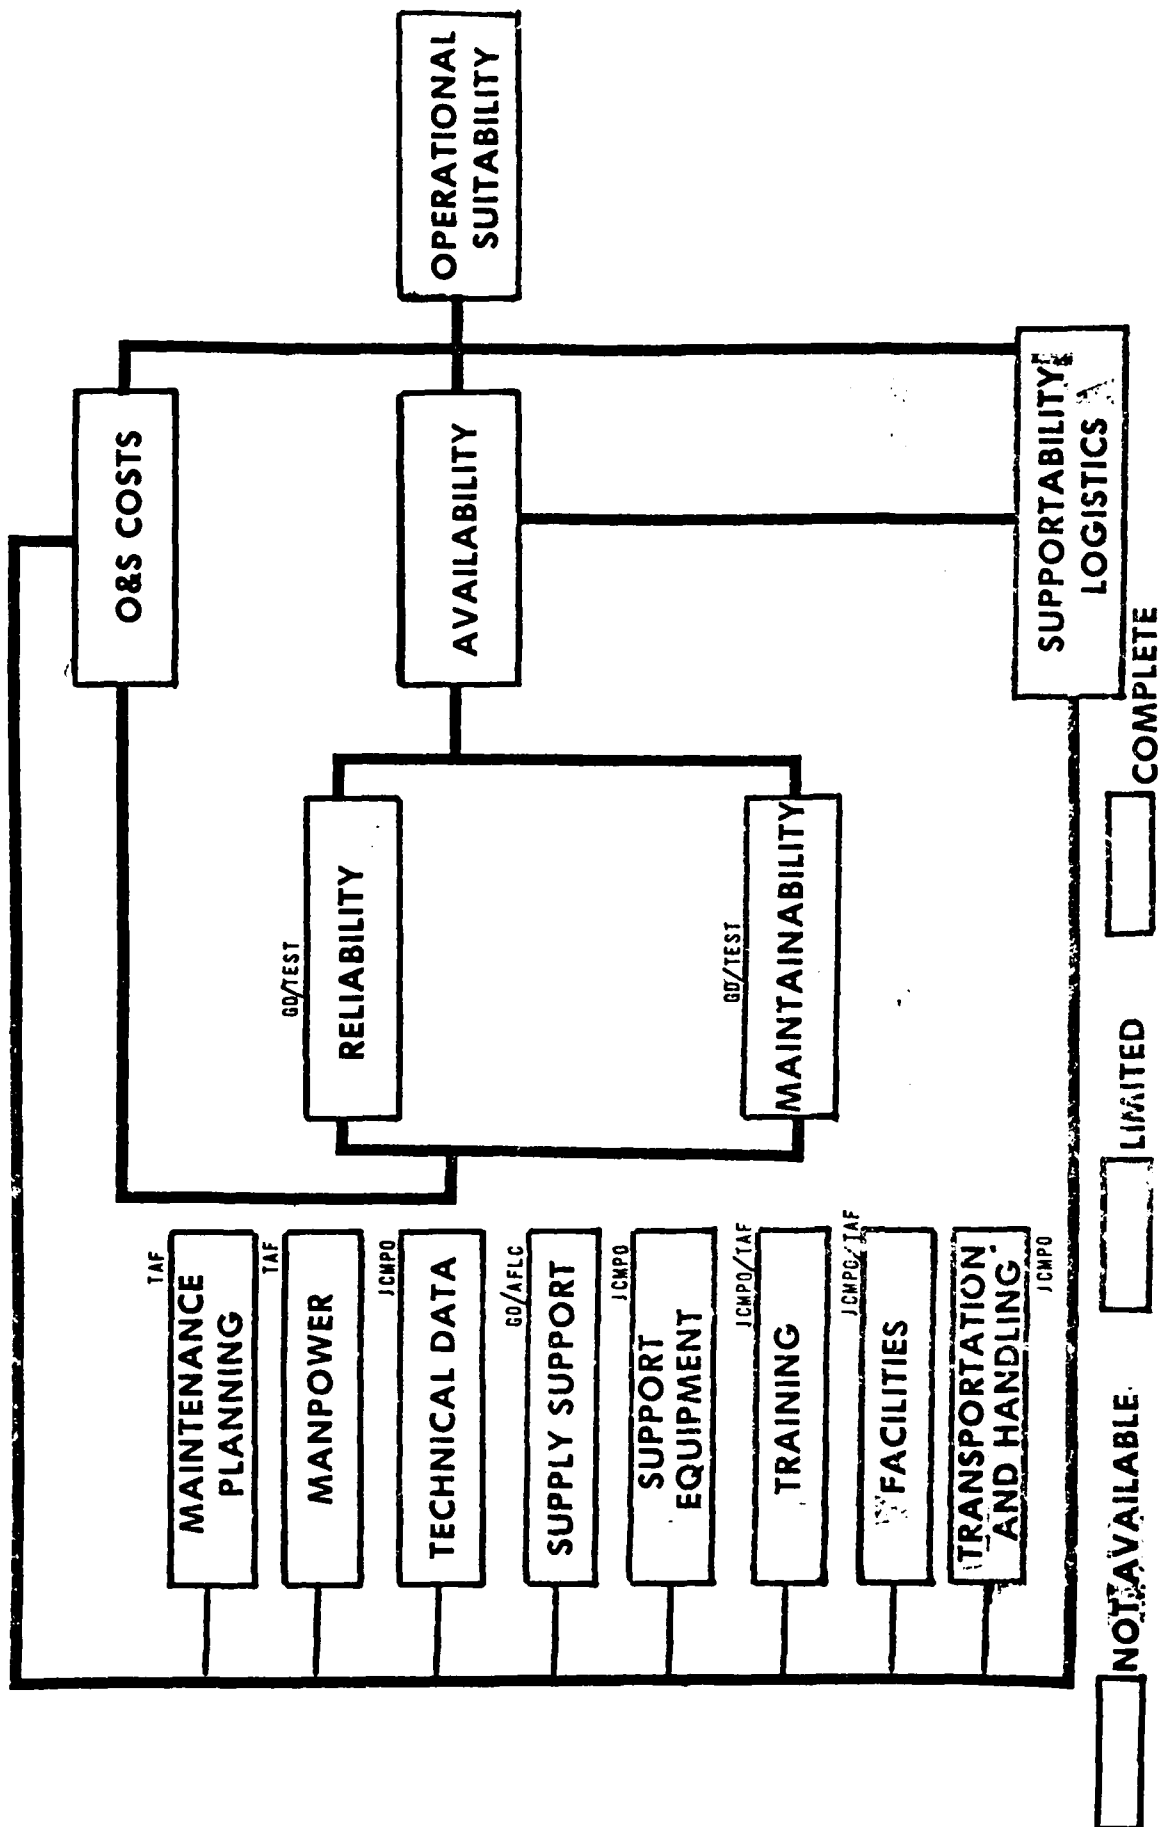 TAF
MAINTENANCE
PLANNING
TAF
MANPOWER
JCMPO
TECHNICAL DATA
GD/AFLC
SUPPLY SUPPORT
JCMPO
SUPPORT
EQUIPMENT
JCMPO/TAF
TRAINING
JCMPO/TAF
FACILITIES
TRANSPORTATION
AND HANDLING
JCMPO
GD/TEST
RELIABILITY
GD/TEST
MAINTAINABILITY
O&S COSTS
AVAILABILITY
SUPPORTABILITY
LOGISTICS
OPERATIONAL
SUITABILITY
NOT AVAILABLE
LIMITED
COMPLETE